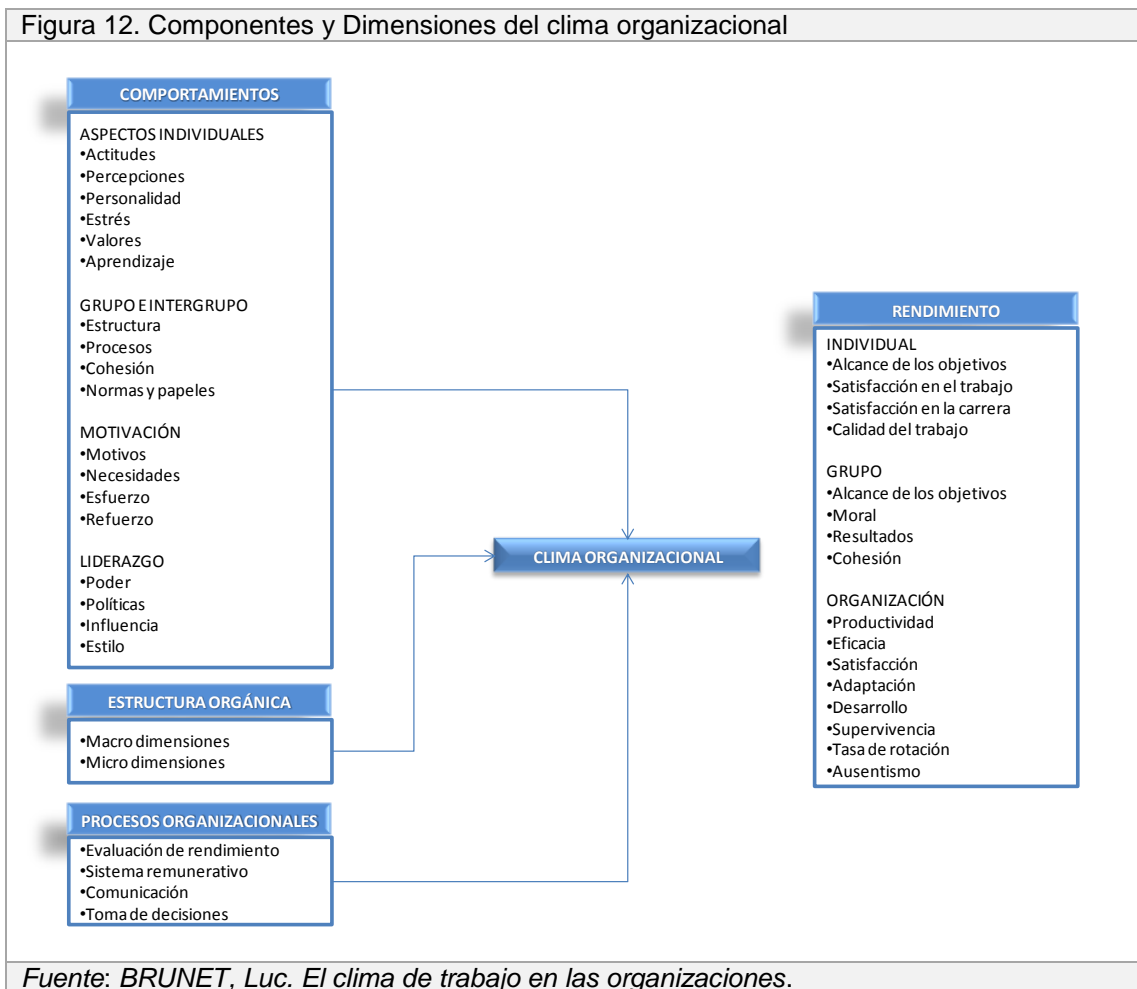 Figura 12. Componentes y Dimensiones del clima organizacional
COMPORTAMIENTOS
ASPECTOS INDIVIDUALES
•Actitudes
•Percepciones
•Personalidad
•Estrés
•Valores
•Aprendizaje
GRUPO E INTERGRUPO
•Estructura
•Procesos
•Cohesión
•Normas y papeles
MOTIVACIÓN
•Motivos
•Necesidades
•Esfuerzo
•Refuerzo
LIDERAZGO
•Poder
•Políticas
•Influencia
•Estilo
ESTRUCTURA ORGÁNICA
•Macro dimensiones
•Micro dimensiones
PROCESOS ORGANIZACIONALES
•Evaluación de rendimiento
•Sistema remunerativo
•Comunicación
•Toma de decisiones
CLIMA ORGANIZACIONAL
RENDIMIENTO
INDIVIDUAL
•Alcance de los objetivos
•Satisfacción en el trabajo
•Satisfacción en la carrera
•Calidad del trabajo
GRUPO
•Alcance de los objetivos
•Moral
•Resultados
•Cohesión
ORGANIZACIÓN
•Productividad
•Eficacia
•Satisfacción
•Adaptación
•Desarrollo
•Supervivencia
•Tasa de rotación
•Ausentismo
Fuente: BRUNET, Luc. El clima de trabajo en las organizaciones.